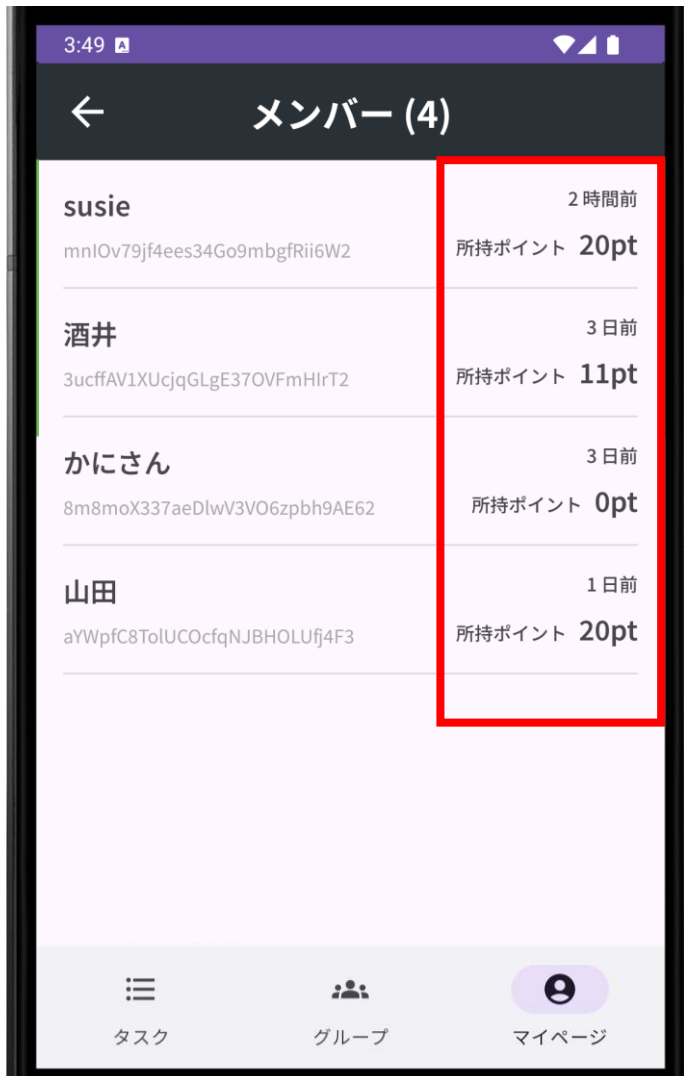 3:49
メンバー (4)
susie
2 時間前
mnIOv79jf4ees34Go9mbgfRii6W2
所持ポイント 20pt
酒井
3 日前
3ucffAV1XUcjqGLgE37OVFmHIrT2
所持ポイント 11pt
かにさん
3 日前
8m8moX337aeDlwV3VO6zpbh9AE62
所持ポイント 0pt
山田
1 日前
aYWpfC8TolUCOcfqNJBHOLUfj4F3
所持ポイント 20pt
タスク
グループ
マイページ